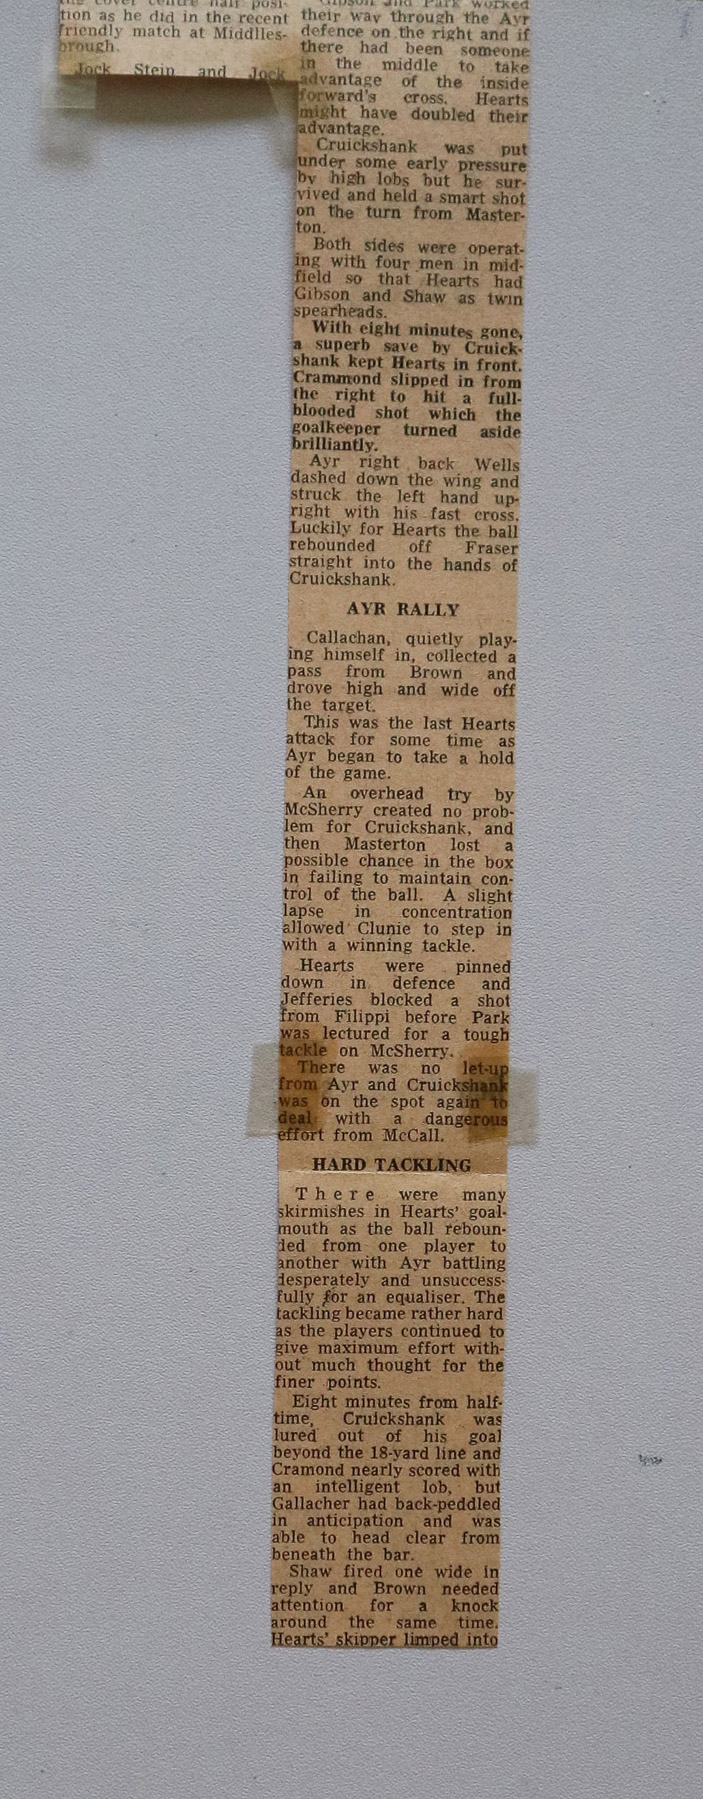 the cover centre half posi-
tion as he did in the recent
friendly match at Middlles-
brough.
Jock Stein and Jock
Gibson and Park worked
their way through the Ayr
defence on the right and if
there had been someone
in the middle to take
advantage of the inside
forward's cross, Hearts
might have doubled their
advantage.
Cruickshank was put
under some early pressure
by high lobs but he sur-
vived and held a smart shot
on the turn from Master-
ton.
Both sides were operat-
ing with four men in mid-
field so that Hearts had
Gibson and Shaw as twin
spearheads.
With eight minutes gone,
a superb save by Cruick-
shank kept Hearts in front.
Crammond slipped in from
the right to hit a full-
blooded shot which the
goalkeeper turned aside
brilliantly.
Ayr right back Wells
dashed down the wing and
struck the left hand up-
right with his fast cross.
Luckily for Hearts the ball
rebounded off Fraser
straight into the hands of
Cruickshank.
AYR RALLY
Callachan, quietly play-
ing himself in, collected a
pass from Brown and
drove high and wide off
the target.
This was the last Hearts
attack for some time as
Ayr began to take a hold
of the game.
An overhead try by
McSherry created no prob-
lem for Cruickshank, and
then Masterton lost a
possible chance in the box
in failing to maintain con-
trol of the ball. A slight
lapse in concentration
allowed Clunie to step in
with a winning tackle.
Hearts were pinned
down in defence and
Jefferies blocked a shot
from Filippi before Park
was lectured for a tough
tackle on McSherry.
There was no let-up
from Ayr and Cruickshank
was on the spot again to
deal with a dangerous
effort from McCall.
HARD TACKLING
There were many
skirmishes in Hearts' goal-
mouth as the ball reboun-
ded from one player to
another with Ayr battling
desperately and unsuccess-
fully for an equaliser. The
tackling became rather hard
as the players continued to
give maximum effort with-
out much thought for the
finer points.
Eight minutes from half-
time, Cruickshank was
lured out of his goal
beyond the 18-yard line and
Cramond nearly scored with
an intelligent lob, but
Gallacher had back-peddled
in anticipation and was
able to head clear from
beneath the bar.
Shaw fired one wide in
reply and Brown needed
attention for a knock
around the same time.
Hearts' skipper limped into